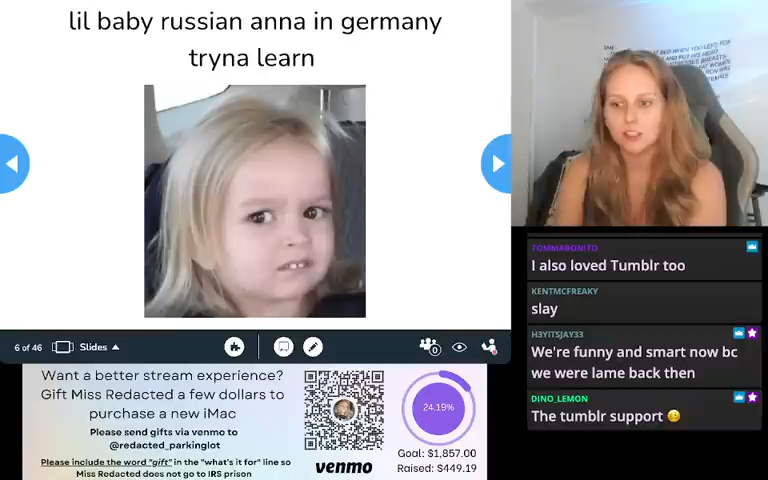 lil baby russian anna in germany
tryna learn
6 of 46
Slides
0
Want a better stream experience?
Gift Miss Redacted a few dollars to
purchase a new iMac
Please send gifts via venmo to
@redacted_parkinglot
Please include the word "gift" in the "what's it for" line so
Miss Redacted does not go to IRS prison
venmo
24.19%
Goal: $1,857.00
Raised: $449.19
TOMMABONITO
I also loved Tumblr too
KENTMCFREAKY
slay
H3YITSJAY33
We're funny and smart now bc
we were lame back then
DINO_LEMON
The tumblr support 😉